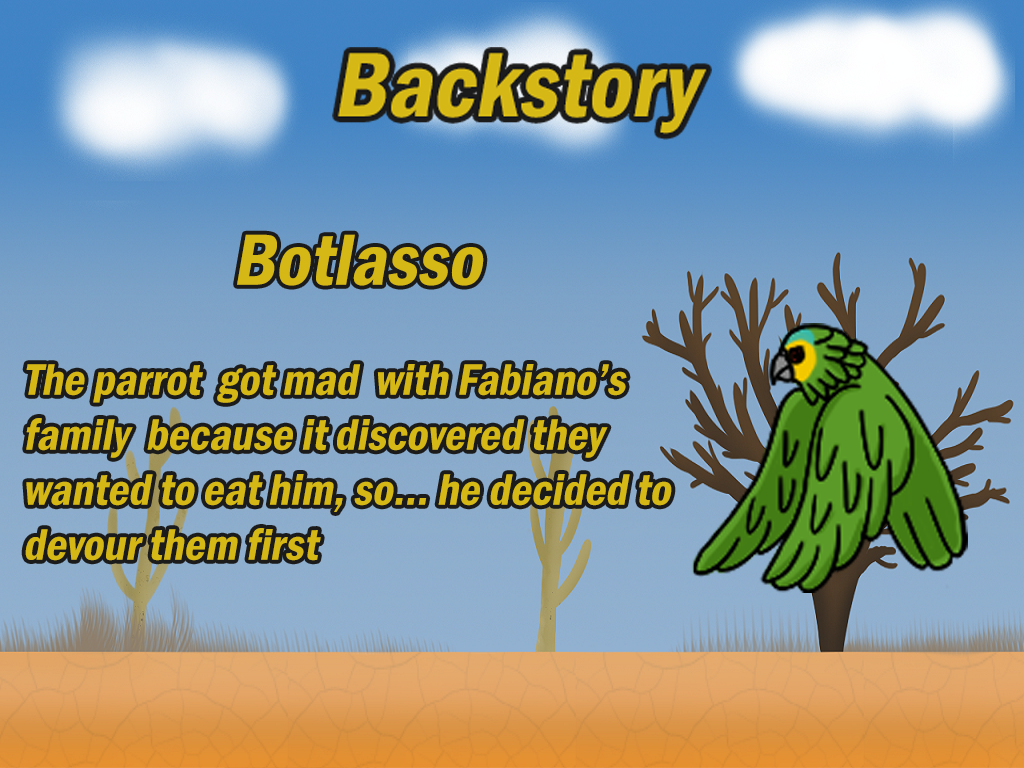 Backstory
Botlasso
The parrot got mad with Fabiano's
family because it discovered they
wanted to eat him, so... he decided to
devour them first